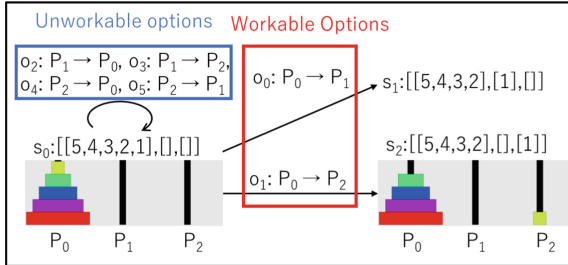 Unworkable options
Workable Options
o₂: P₁ → P₀, o₃: P₁ → P₂,
o₄: P₂ → P₀, o₅: P₂ → P₁
o₀: P₀ → P₁
s₁:[[5,4,3,2],[1],[]]
s₀:[[5,4,3,2,1],[],[]]
s₂:[[5,4,3,2],[],[1]]
o₁: P₀ → P₂
P₀ P₁ P₂
P₀ P₁ P₂